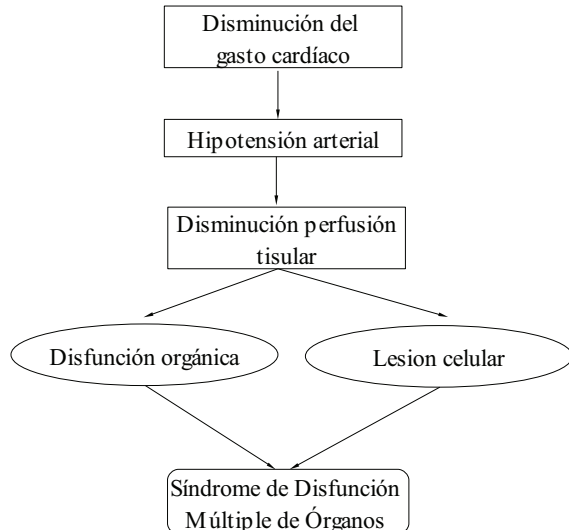 Disminución del
gasto cardíaco
Hipotensión arterial
Disminución perfusión
tisular
Disfunción orgánica
Lesion celular
Síndrome de Disfunción
Múltiple de Órganos